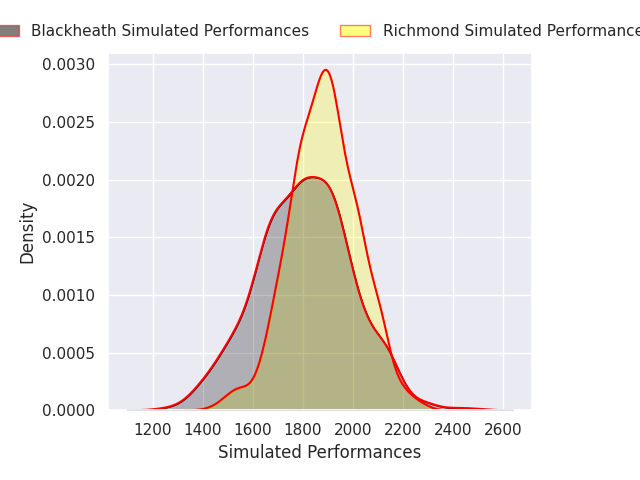 Blackheath Simulated Performances
Richmond Simulated Performance
0.0030
0.0025
0.0020
0.0015
0.0010
0.0005
0.0000
Density
1200 1400 1600 1800 2000 2200 2400 2600
Simulated Performances